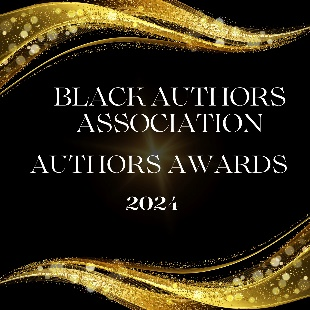 BLACK AUTHORS
ASSOCIATION
AUTHORS AWARDS
2024